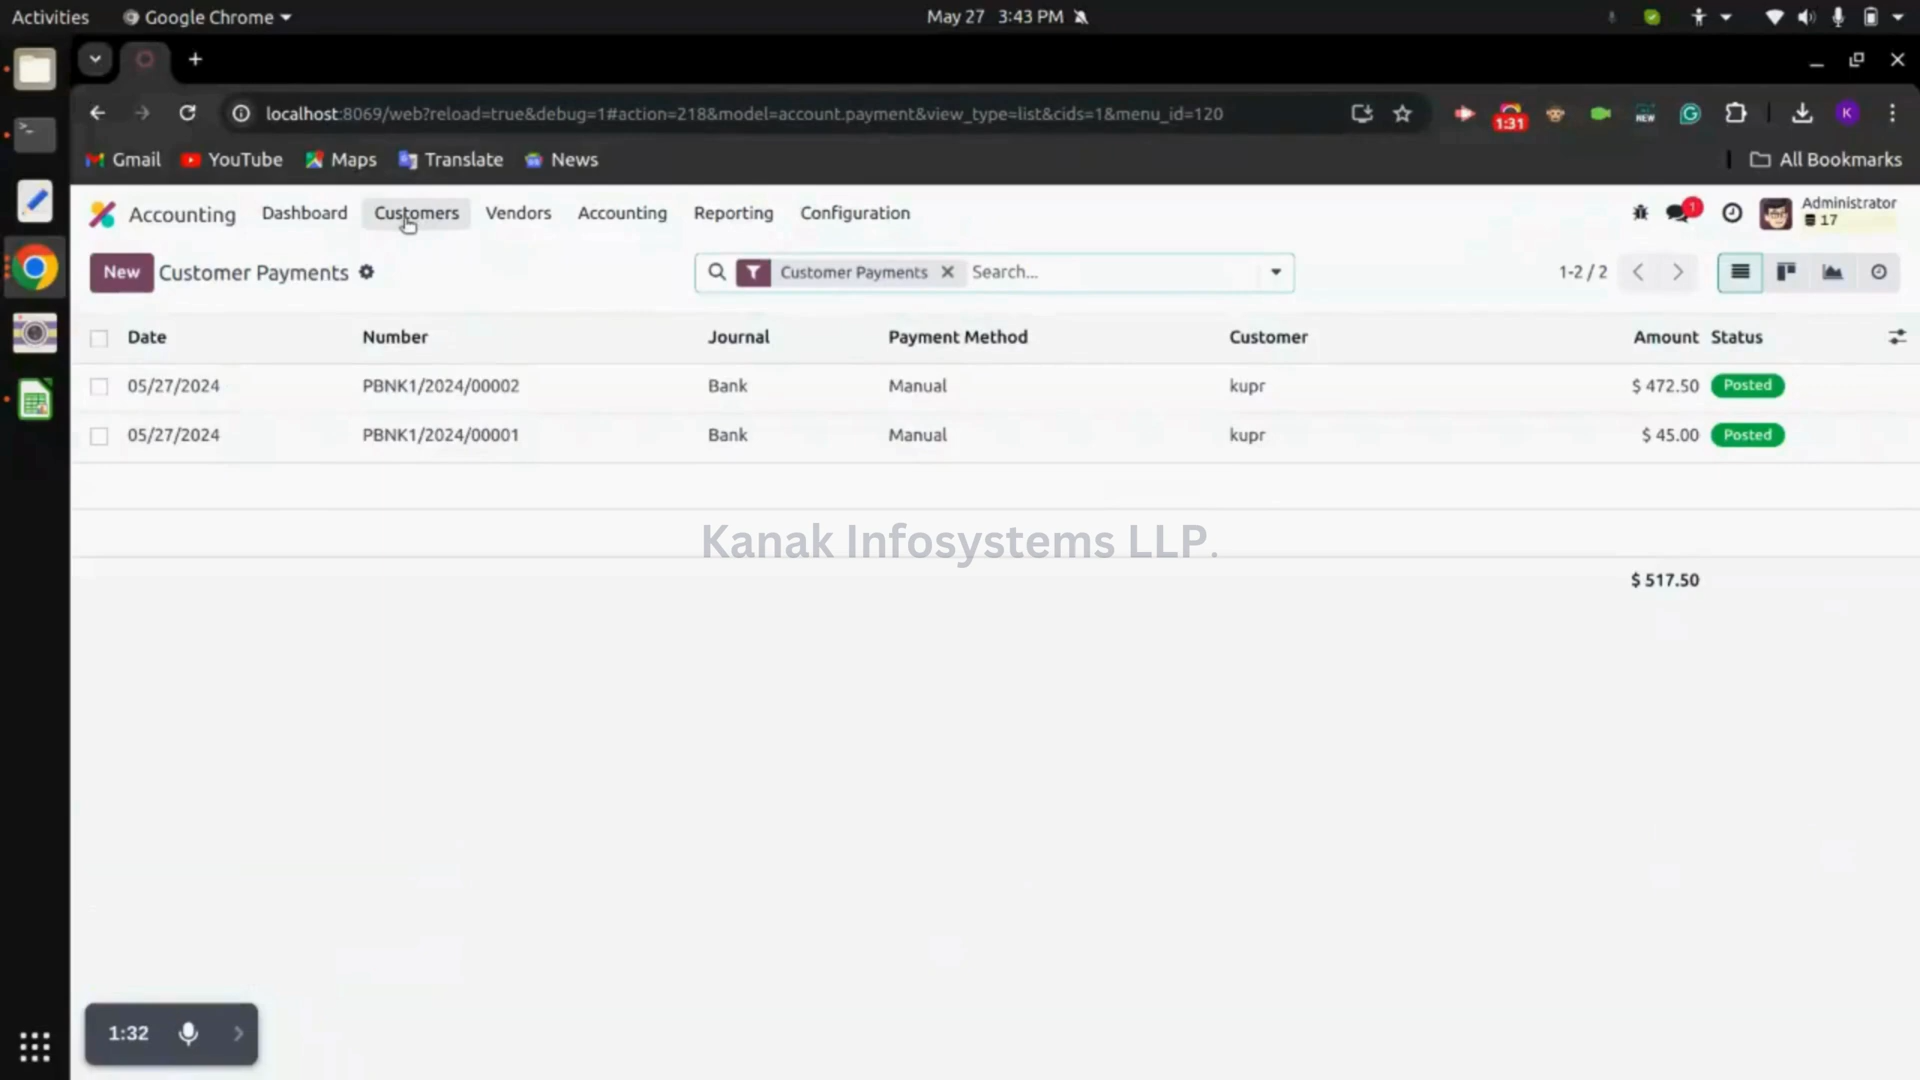 Activities Google Chrome May 27 3:43 PM
localhost:8069/web?reload=true&debug=1#action=218&model=account.payment&view_type=list&cids=1&menu_id=120 1:31 NEW K
Gmail YouTube Maps Translate News All Bookmarks
Accounting Dashboard Customers Vendors Accounting Reporting Configuration 1 Administrator
17
New Customer Payments Customer Payments Search... 1-2 / 2
Date Number Journal Payment Method Customer Amount Status
05/27/2024 PBNK1/2024/00002 Bank Manual kupr $ 472.50 Posted
05/27/2024 PBNK1/2024/00001 Bank Manual kupr $ 45.00 Posted
Kanak Infosystems LLP.
$ 517.50
1:32